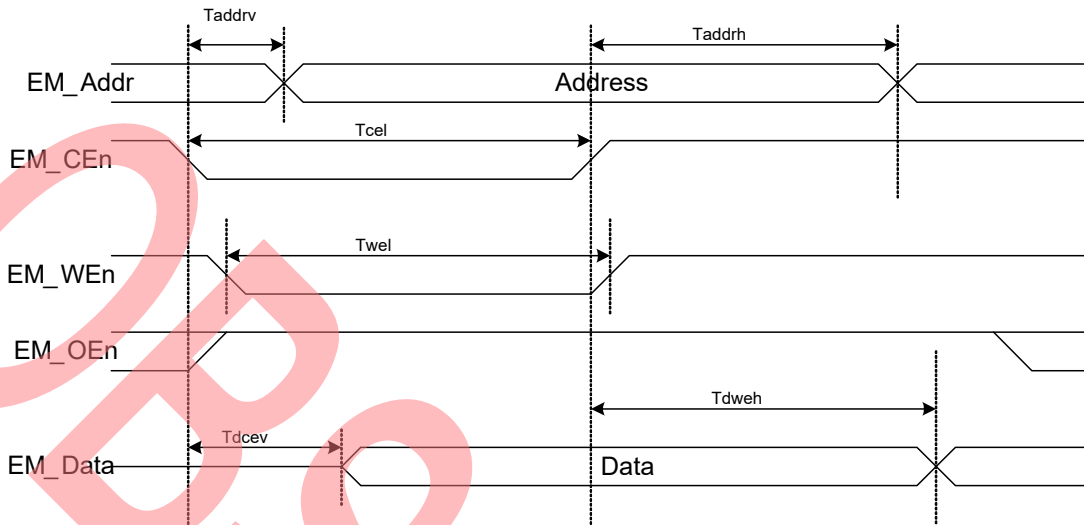 Taddrv
Taddrh
EM_Addr
Address
Tcel
EM_CEn
Twel
EM_WEn
EM_OEn
Tdweh
Tdcev
EM_Data
Data